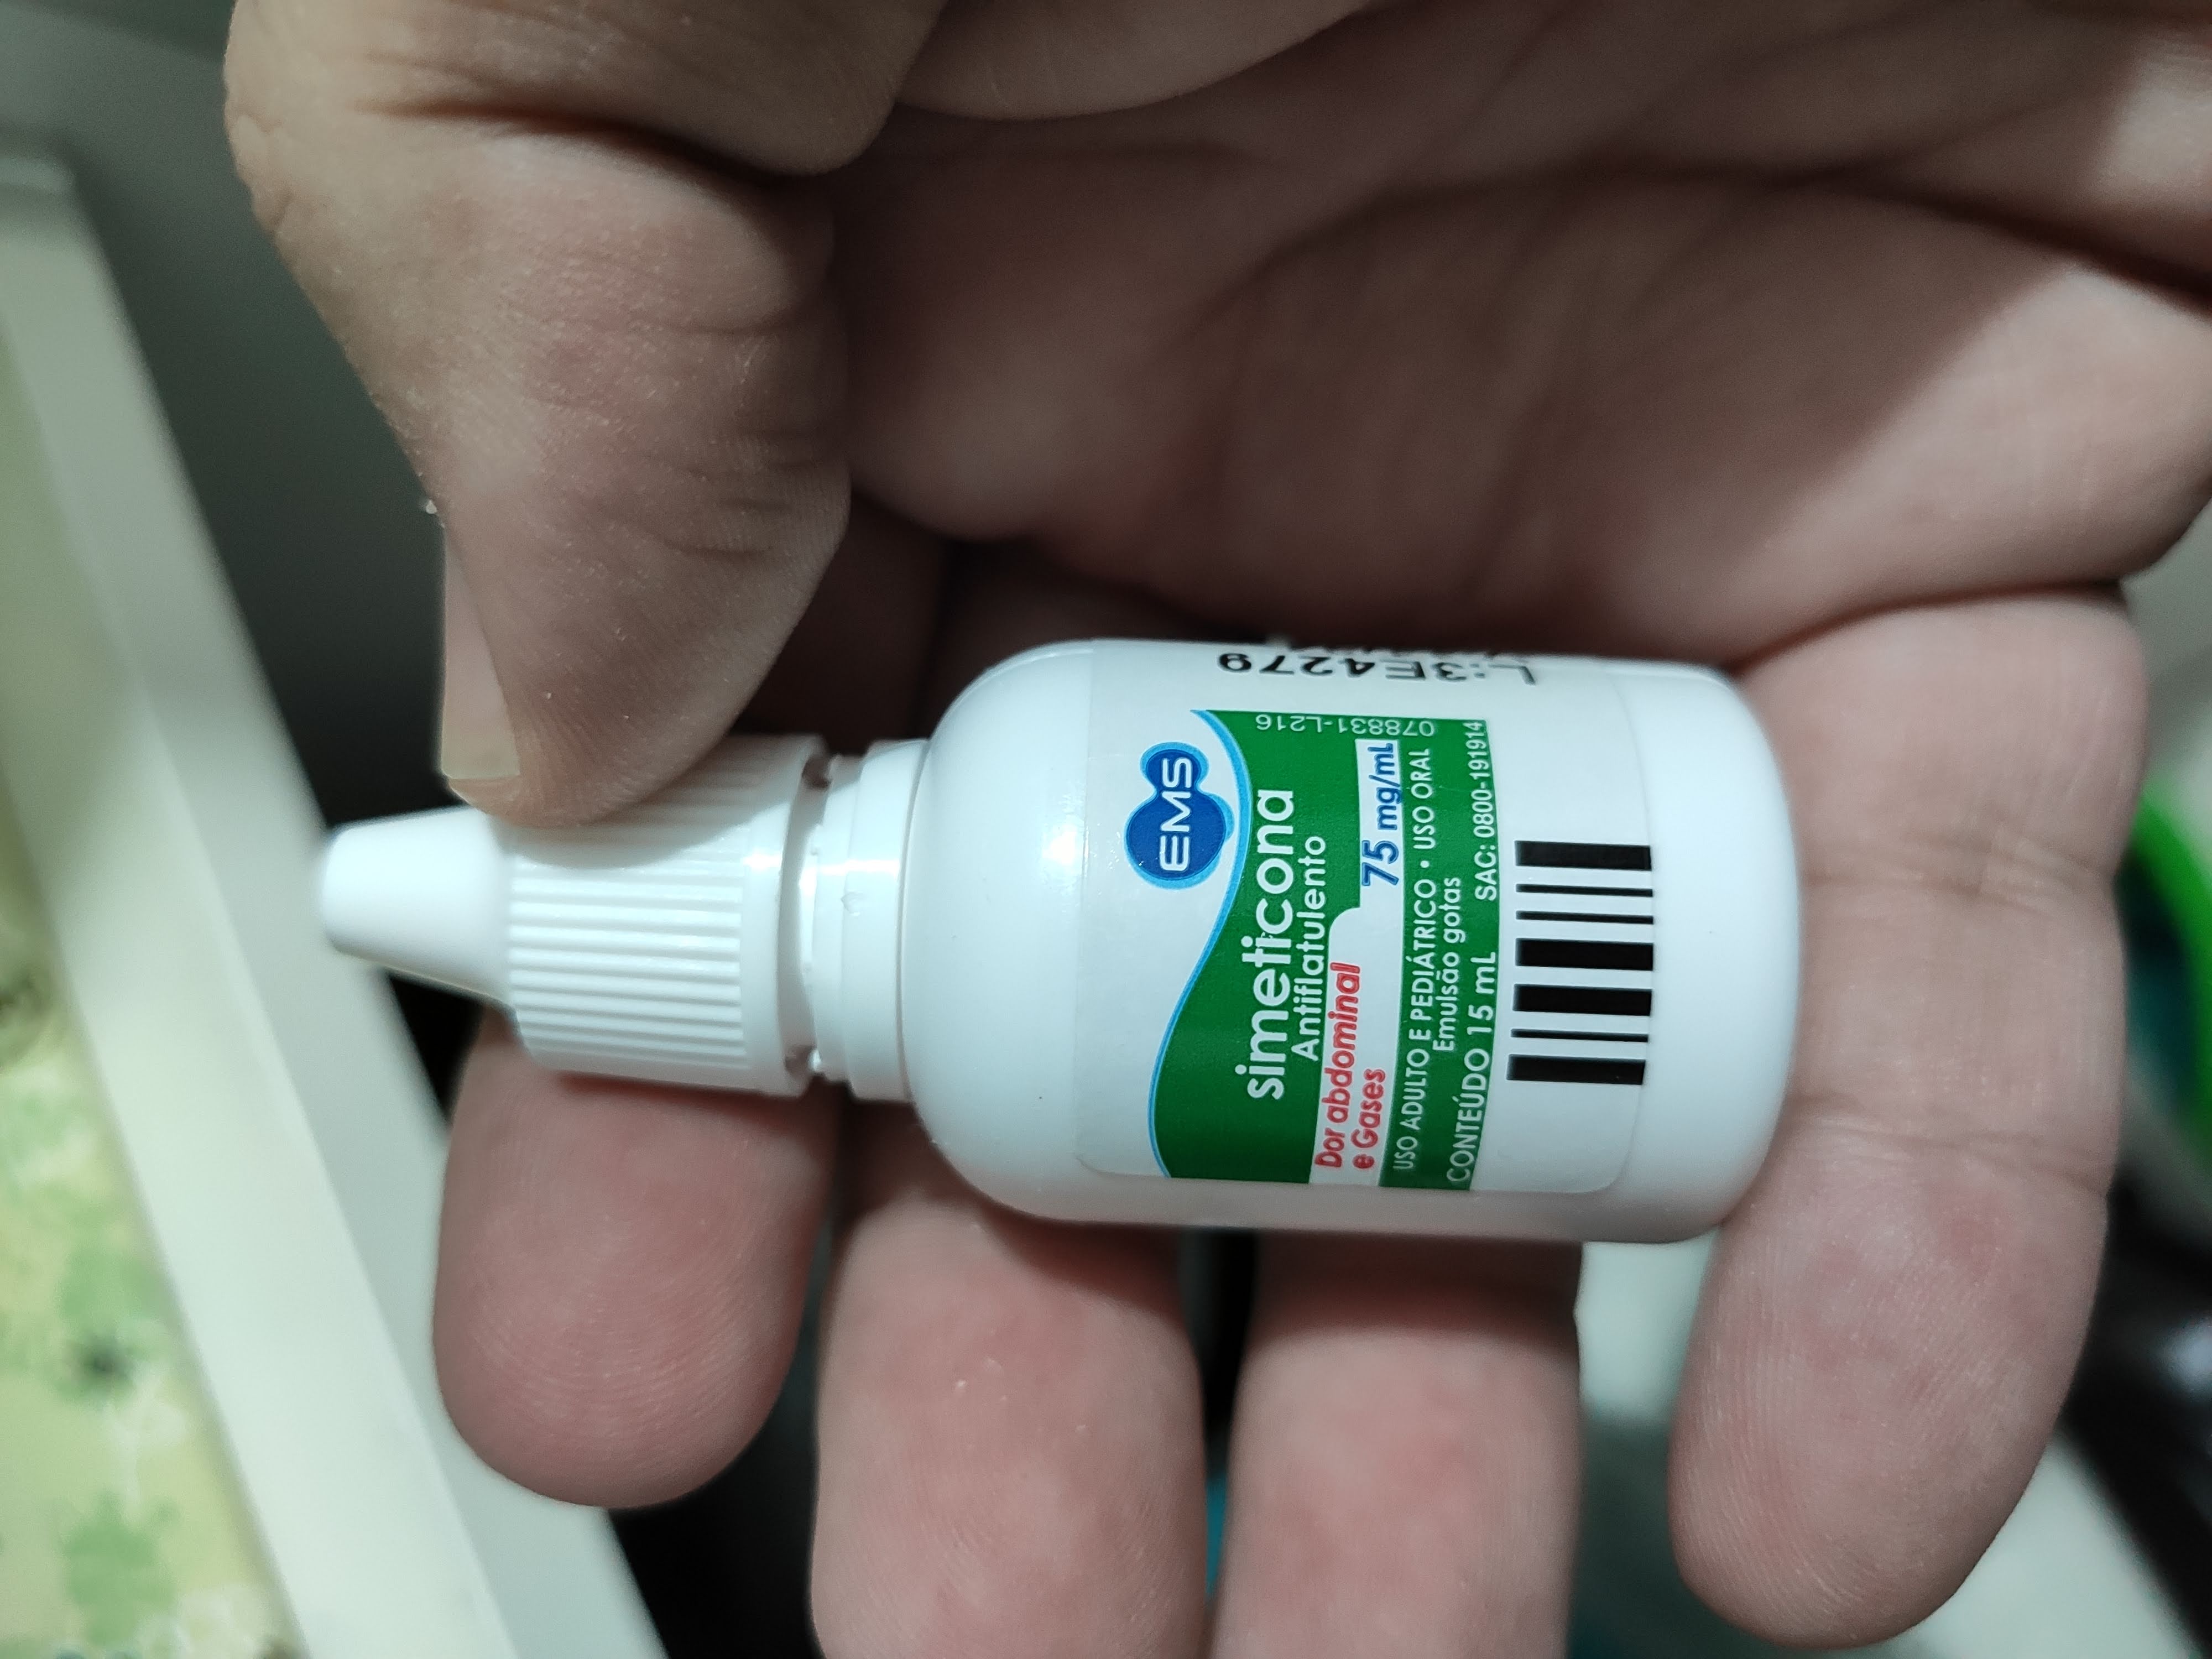 EMS
simeticona
Antiflatulento
Dor abdominal
e Gases
75 mg/mL
USO ADULTO E PEDIÁTRICO • USO ORAL
Emulsão gotas
CONTEÚDO 15 mL SAC: 0800-191914
078831-L216
L:3E4279